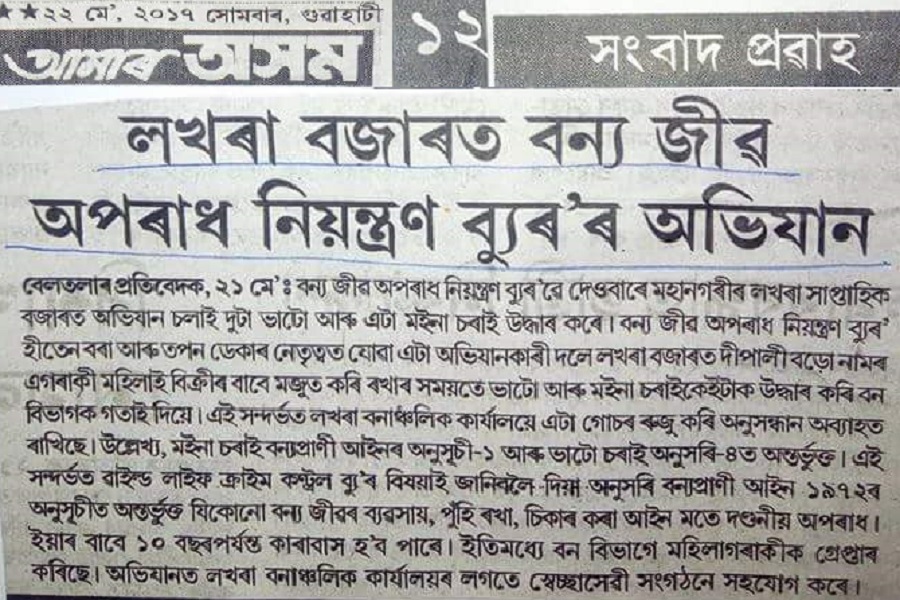 ★★২২ মে', ২০১৭ সোমবাৰ, গুৱাহাটী
আমাৰ অসম
১২
সংবাদ প্ৰৱাহ
লখৰা বজাৰত বন্য জীৱ
অপৰাধ নিয়ন্ত্ৰণ ব্যুৰ'ৰ অভিযান
বেলতলাৰ প্ৰতিবেদক, ২১ মে'ঃ বন্য জীৱ অপৰাধ নিয়ন্ত্ৰণ ব্যুৰ'ৱে দেওবাৰে মহানগৰীৰ লখৰা সাপ্তাহিক
বজাৰত অভিযান চলাই দুটা ভাটৌ আৰু এটা মইনা চৰাই উদ্ধাৰ কৰে। বন্য জীৱ অপৰাধ নিয়ন্ত্ৰণ ব্যুৰ'
হীতেন বৰা আৰু তপন ডেকাৰ নেতৃত্বত যোৱা এটা অভিযানকাৰী দলে লখৰা বজাৰত দীপালী বড়ো নামৰ
এগৰাকী মহিলাই বিক্ৰীৰ বাবে মজুত কৰি ৰখাৰ সময়তে ভাটৌ আৰু মইনা চৰাইকেইটাক উদ্ধাৰ কৰি বন
বিভাগক গতাই দিয়ে। এই সন্দৰ্ভত লখৰা বনাঞ্চলিক কাৰ্যালয়ে এটা গোচৰ ৰুজু কৰি অনুসন্ধান অব্যাহত
ৰাখিছে। উল্লেখ্য, মইনা চৰাই বন্যপ্ৰাণী আইনৰ অনুসূচী-১ আৰু ভাটৌ চৰাই অনুসৰি-৪ত অন্তৰ্ভুক্ত। এই
সন্দৰ্ভত ৱাইল্ড লাইফ ক্ৰাইম কণ্ট্ৰল ব্যু'ৰ বিষয়াই জানিবলৈ দিয়া অনুসৰি বন্যপ্ৰাণী আইন ১৯৭২ৰ
অনুসূচীত অন্তৰ্ভুক্ত যিকোনো বন্য জীৱৰ ব্যৱসায়, পুঁহি ৰখা, চিকাৰ কৰা আইন মতে দণ্ডনীয় অপৰাধ।
ইয়াৰ বাবে ১০ বছৰপৰ্যন্ত কাৰাবাস হ'ব পাৰে। ইতিমধ্যে বন বিভাগে মহিলাগৰাকীক গ্ৰেপ্তাৰ
কৰিছে। অভিযানত লখৰা বনাঞ্চলিক কাৰ্যালয়ৰ লগতে স্বেচ্ছাসেৱী সংগঠনে সহযোগ কৰে।